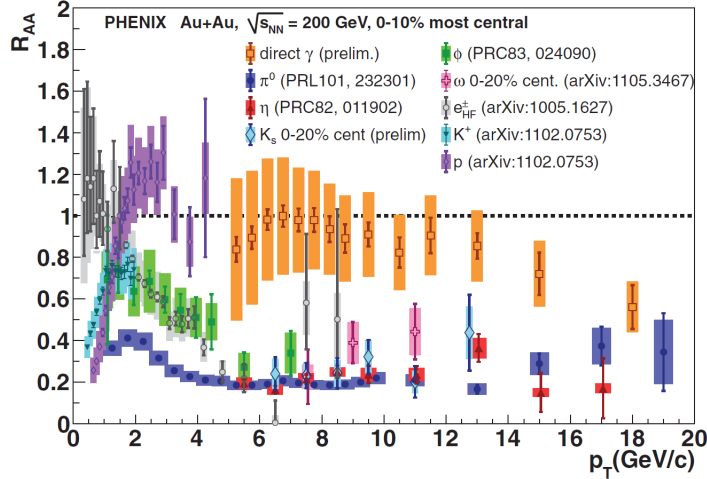 PHENIX Au+Au, √sNN = 200 GeV, 0-10% most central
direct γ (prelim.)
π0 (PRL101, 232301)
η (PRC82, 011902)
Ks 0-20% cent (prelim)
ϕ (PRC83, 024090)
ω 0-20% cent. (arXiv:1105.3467)
e±HF (arXiv:1005.1627)
K+ (arXiv:1102.0753)
p (arXiv:1102.0753)
RAA
2
1.8
1.6
1.4
1.2
1
0.8
0.6
0.4
0.2
0
0 2 4 6 8 10 12 14 16 18 20
pT(GeV/c)